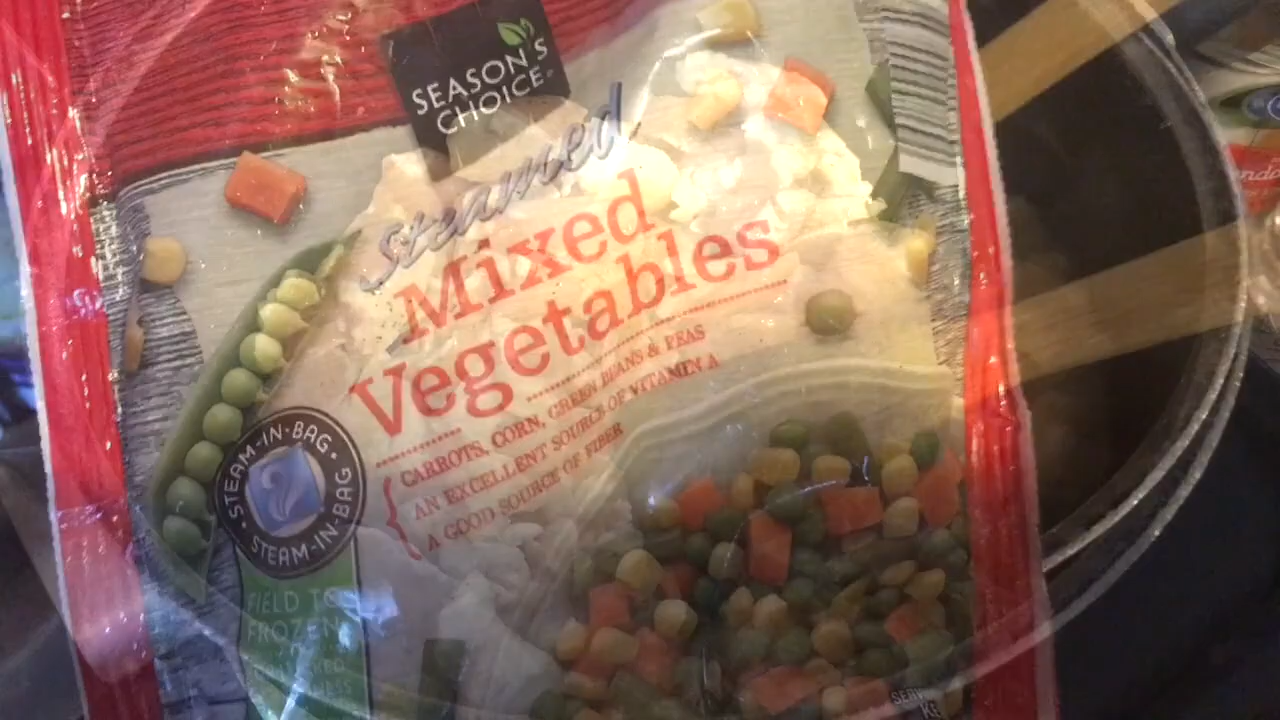 SEASON'S
CHOICE
Steamed
Mixed
Vegetables
CARROTS, CORN, GREEN BEANS & PEAS
AN EXCELLENT SOURCE OF VITAMIN A
A GOOD SOURCE OF FIBER
STEAM-IN-BAG
STEAM-IN-BAG
FIELD TO
FROZEN